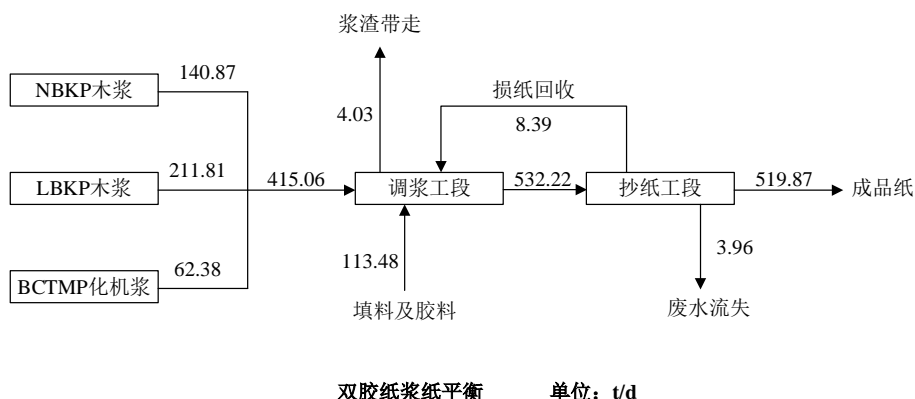 浆渣带走
140.87
NBKP木浆
损纸回收
4.03
8.39
211.81
LBKP木浆
415.06
调浆工段
532.22
抄纸工段
519.87
成品纸
62.38
3.96
113.48
BCTMP化机浆
填料及胶料
废水流失
双胶纸浆纸平衡 单位：t/d